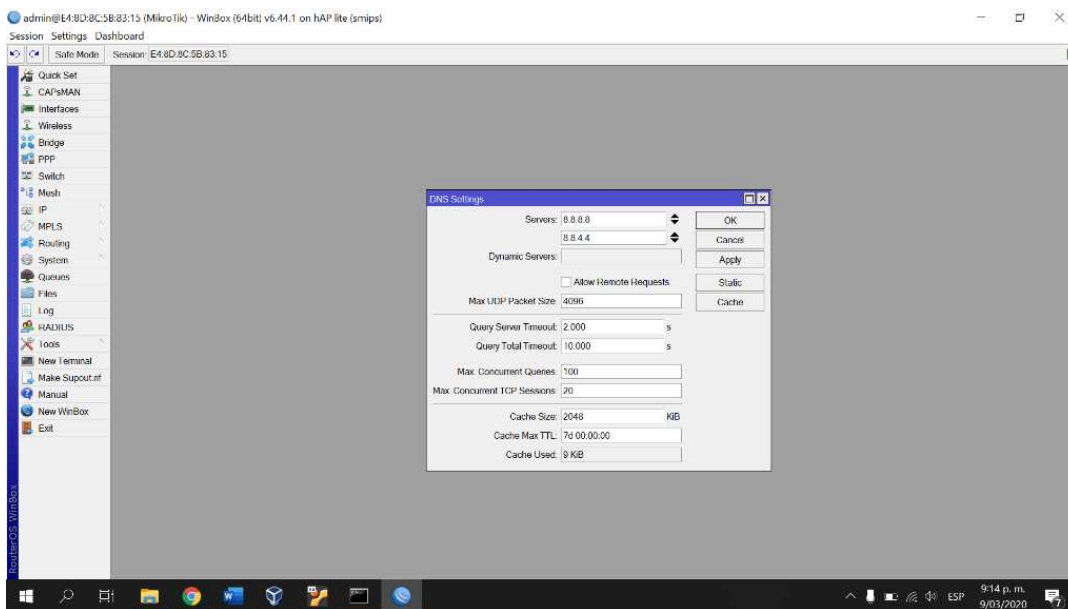 admin@E4:8D:8C:5B:83:15 (MikroTik) - WinBox (64bit) v6.44.1 on hAP lite (smips)
Session Settings Dashboard
Safe Mode Session: E4:8D:8C:5B:83:15
Quick Set
CAPsMAN
Interfaces
Wireless
Bridge
PPP
Switch
Mesh
IP
MPLS
Routing
System
Queues
Files
Log
RADIUS
Tools
New Terminal
Make Supout.rif
Manual
New WinBox
Exit
RouterOS WinBox
DNS Settings
Servers: 8.8.8.8
8.8.4.4
Dynamic Servers:
Allow Remote Requests
Max UDP Packet Size: 4096
Query Server Timeout: 2.000 s
Query Total Timeout: 10.000 s
Max. Concurrent Queries: 100
Max. Concurrent TCP Sessions: 20
Cache Size: 2048 KiB
Cache Max TTL: 7d 00:00:00
Cache Used: 9 KiB
OK
Cancel
Apply
Static
Cache
ESP
9:14 p. m.
9/03/2020
7